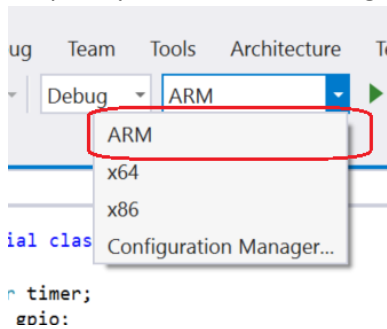 ug Team Tools Architecture
Debug ARM
ARM
x64
x86
ial clas
Configuration Manager...
timer;
gpio;